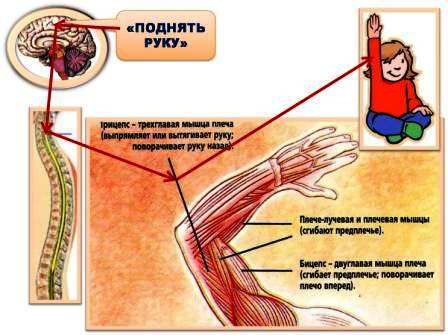 «ПОДНЯТЬ
РУКУ»
Трицепс – трехглавая мышца плеча
(выпрямляет или вытягивает руку;
поворачивает руку назад).
Плече-лучевая и плечевая мышцы
(сгибают предплечье).
Бицепс – двуглавая мышца плеча
(сгибает предплечье; поворачивает
плечо вперед).